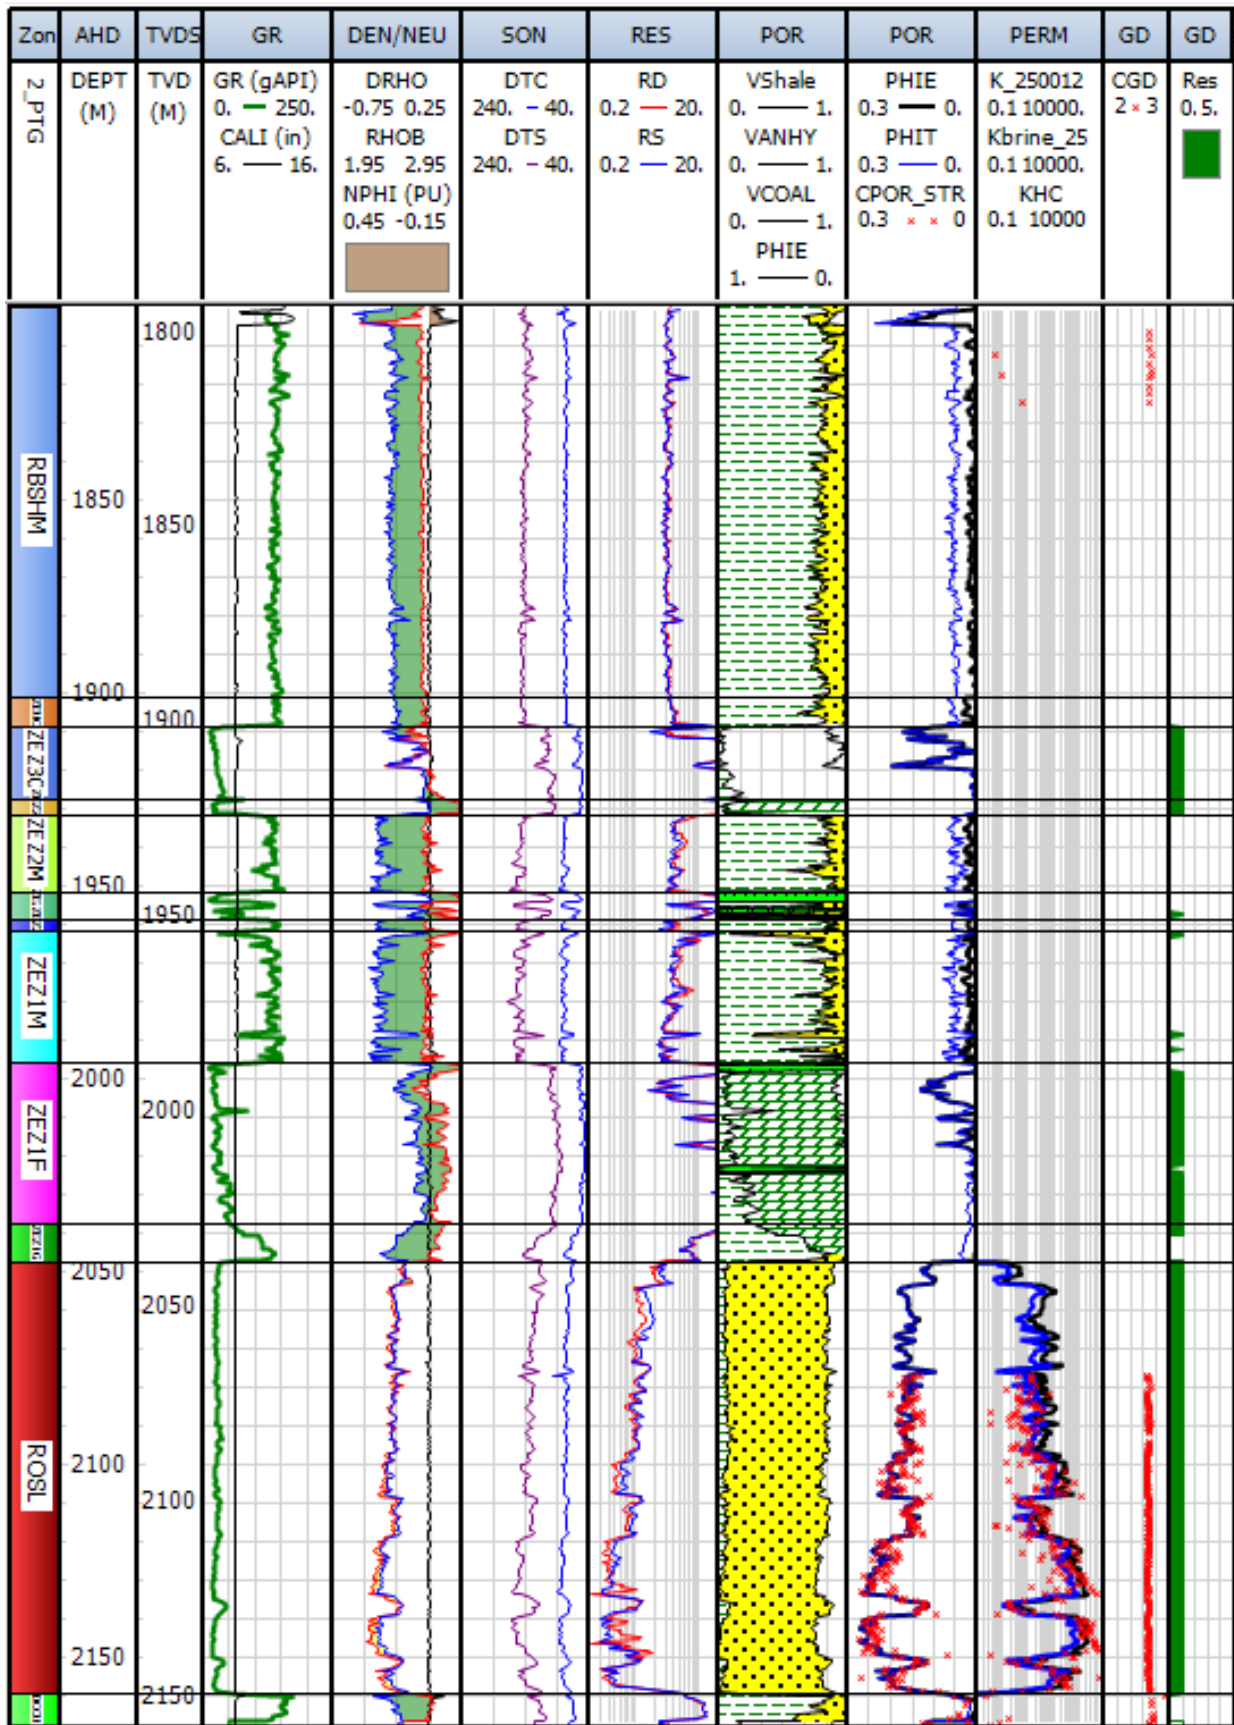 Zon AHD TVDS GR DEN/NEU SON RES POR POR PERM GD GD
2_PTG
DEPT
(M)
TVD
(M)
GR (gAPI)
0. 250.
CALI (in)
6. 16.
DRHO
-0.75 0.25
RHOB
1.95 2.95
NPHI (PU)
0.45 -0.15
DTC
240. 40.
DTS
240. 40.
RD
0.2 20.
RS
0.2 20.
VShale
0. 1.
VANHY
0. 1.
VCOAL
0. 1.
PHIE
1. 0.
PHIE
0.3 0.
PHIT
0.3 0.
CPOR_STR
0.3 0
K_250012
0.1 10000.
Kbrine_25
0.1 10000.
KHC
0.1 10000
CGD
2 3
Res
0. 5.
1800
RBSHM
1850
1850
1900
1900
ZEZ3C
ZEZ2M
1950
1950
ZEZ1M
2000
2000
ZEZ1F
2050
2050
2100
ROSL
2100
2150
2150